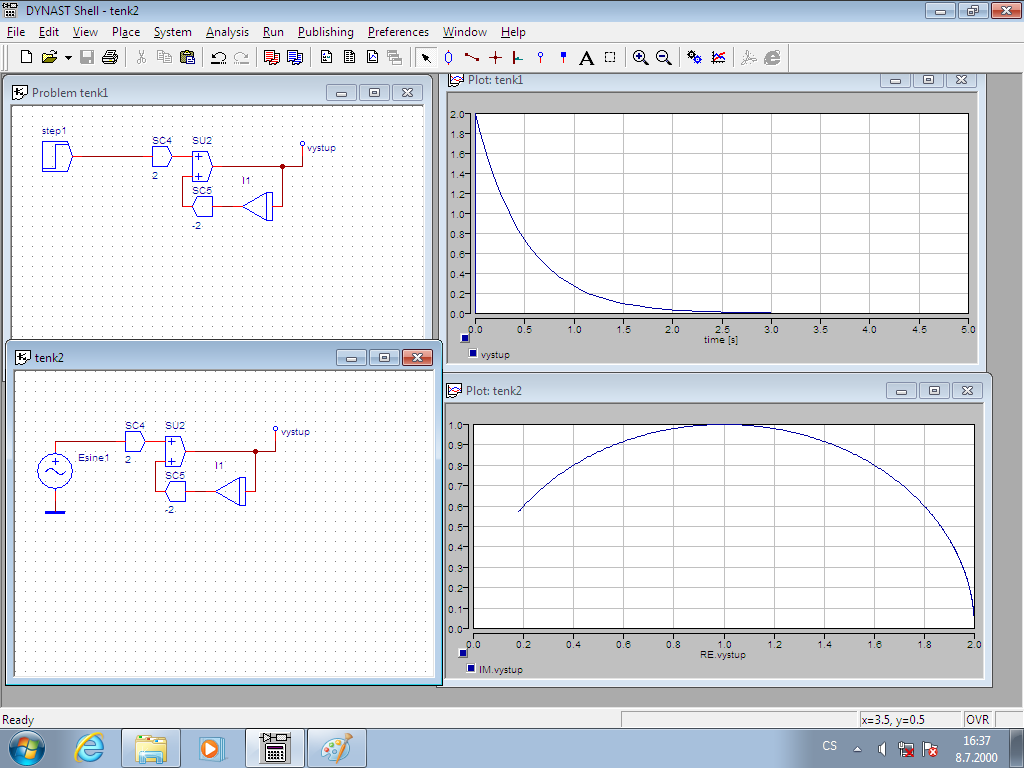 DYNAST Shell - tenk2
File Edit View Place System Analysis Run Publishing Preferences Window Help
Problem tenk1
step1
SC4
2
SU2
+
+
vystup
I1
SC5
-2
Plot: tenk1
2.0
1.8
1.6
1.4
1.2
1.0
0.8
0.6
0.4
0.2
0.0
0.0 0.5 1.0 1.5 2.0 2.5 3.0 3.5 4.0 4.5 5.0
time [s]
vystup
tenk2
SC4
2
SU2
+
+
vystup
Esine1
+
I1
SC5
-2
Plot: tenk2
1.0
0.9
0.8
0.7
0.6
0.5
0.4
0.3
0.2
0.1
0.0
0.0 0.2 0.4 0.6 0.8 1.0 1.2 1.4 1.6 1.8 2.0
RE.vystup
IM.vystup
Ready
x=3.5, y=0.5
OVR
CS
16:37
8.7.2000